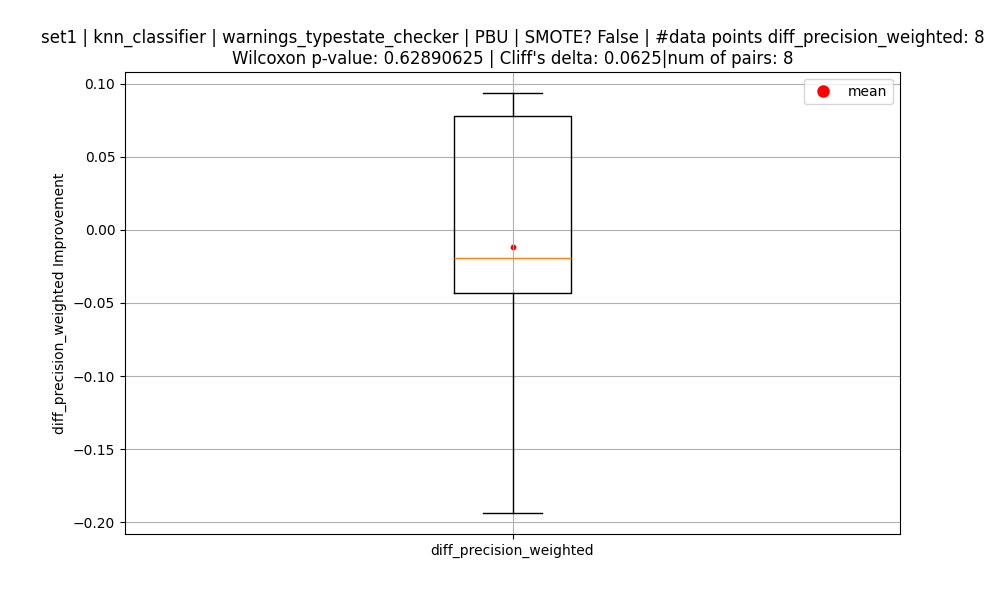 set1 | knn_classifier | warnings_typestate_checker | PBU | SMOTE? False | #data points diff_precision_weighted: 8
Wilcoxon p-value: 0.62890625 | Cliff's delta: 0.0625|num of pairs: 8
mean
0.10
0.05
0.00
−0.05
−0.10
−0.15
−0.20
diff_precision_weighted Improvement
diff_precision_weighted